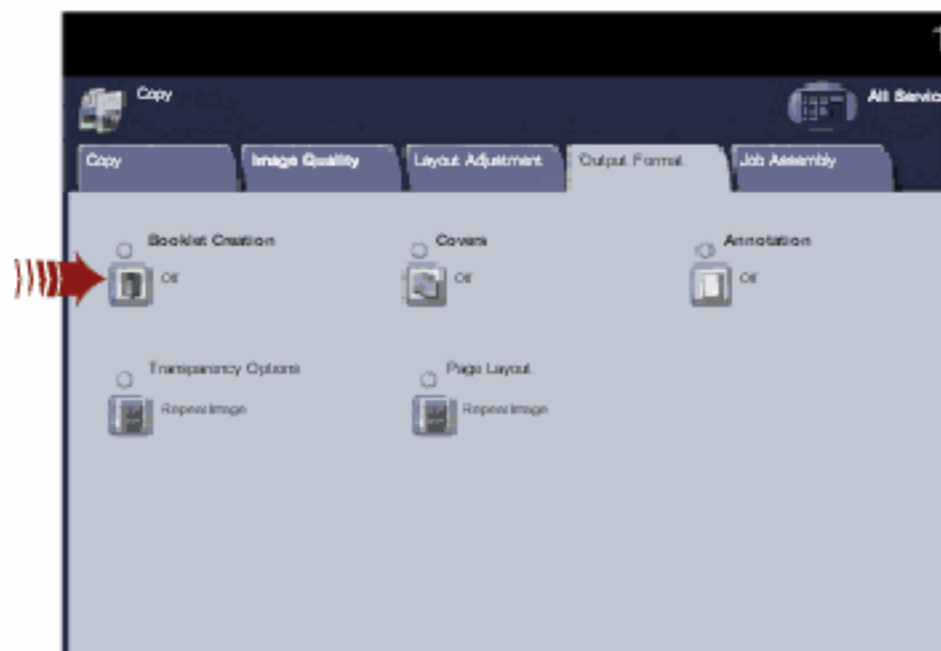 Copy
All Servic
Copy Image Quality Layout Adjustment Output Format Job Assembly
Booklet Creation Covers Annotation
Off Off Off
Transparency Options Page Layout
Repeat Image Repeat Image